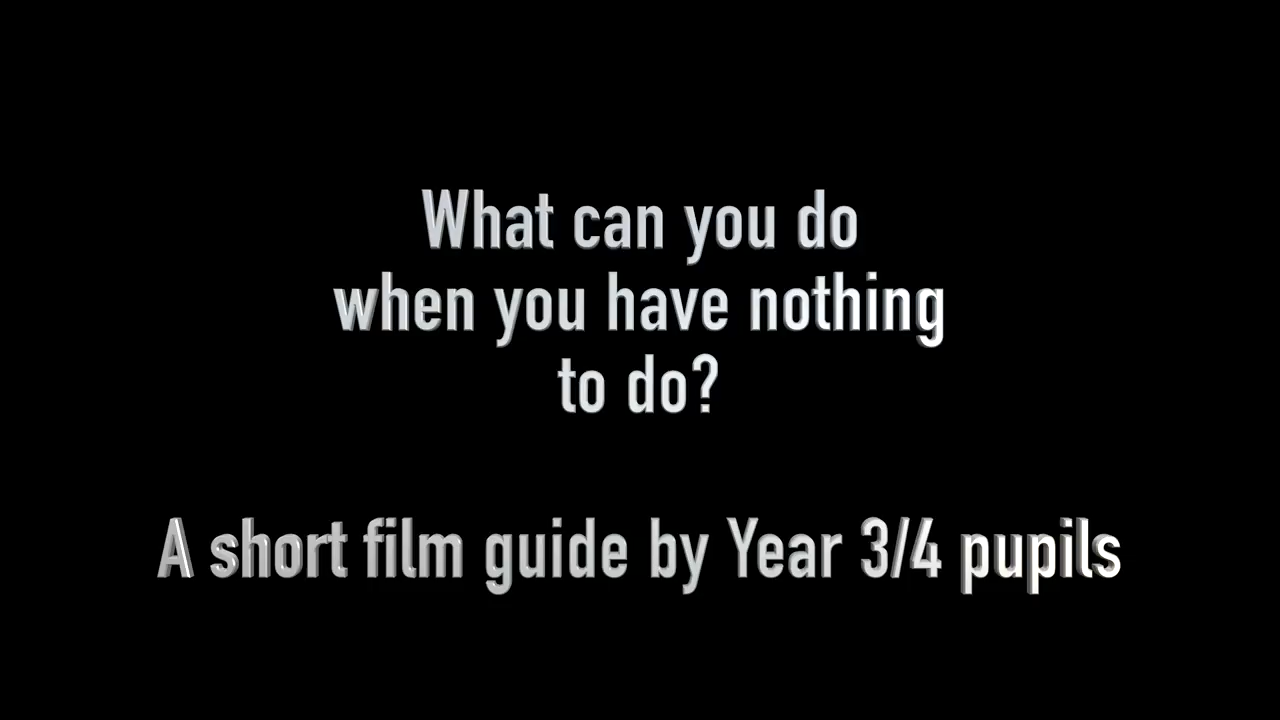 What can you do
when you have nothing
to do?
A short film guide by Year 3/4 pupils